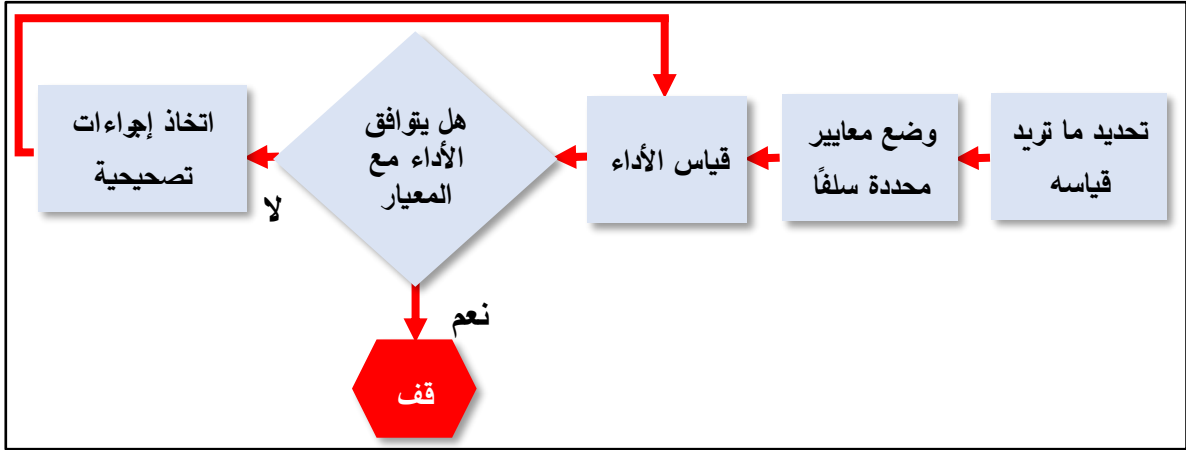 تحديد ما تريد
قياسه
وضع معايير
محددة سلفًا
قياس الأداء
هل يتوافق
الأداء مع
المعيار
لا
اتخاذ إجراءات
تصحيحية
نعم
قف